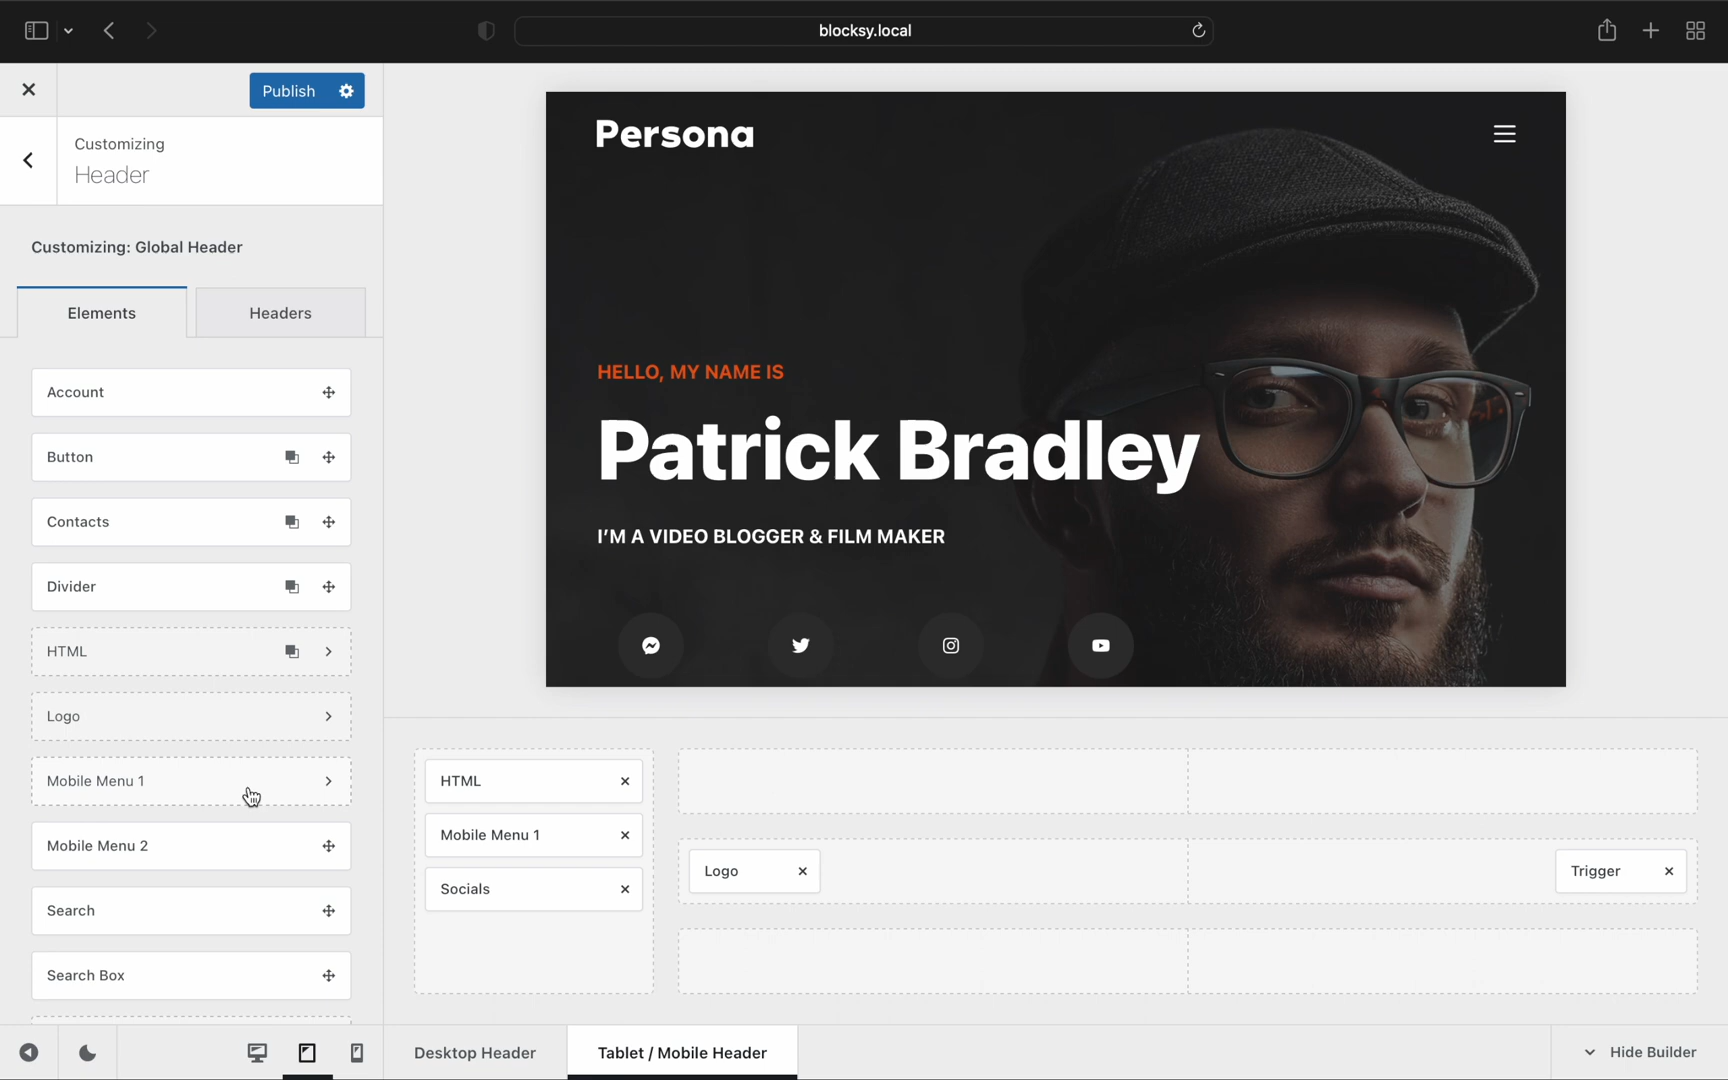 blocksy.local
Publish
Customizing
Header
Customizing: Global Header
Elements
Headers
Account
Button
Contacts
Divider
HTML
Logo
Mobile Menu 1
Mobile Menu 2
Search
Search Box
Persona
HELLO, MY NAME IS
Patrick Bradley
I'M A VIDEO BLOGGER & FILM MAKER
HTML
Mobile Menu 1
Socials
Logo
Trigger
Desktop Header
Tablet / Mobile Header
Hide Builder